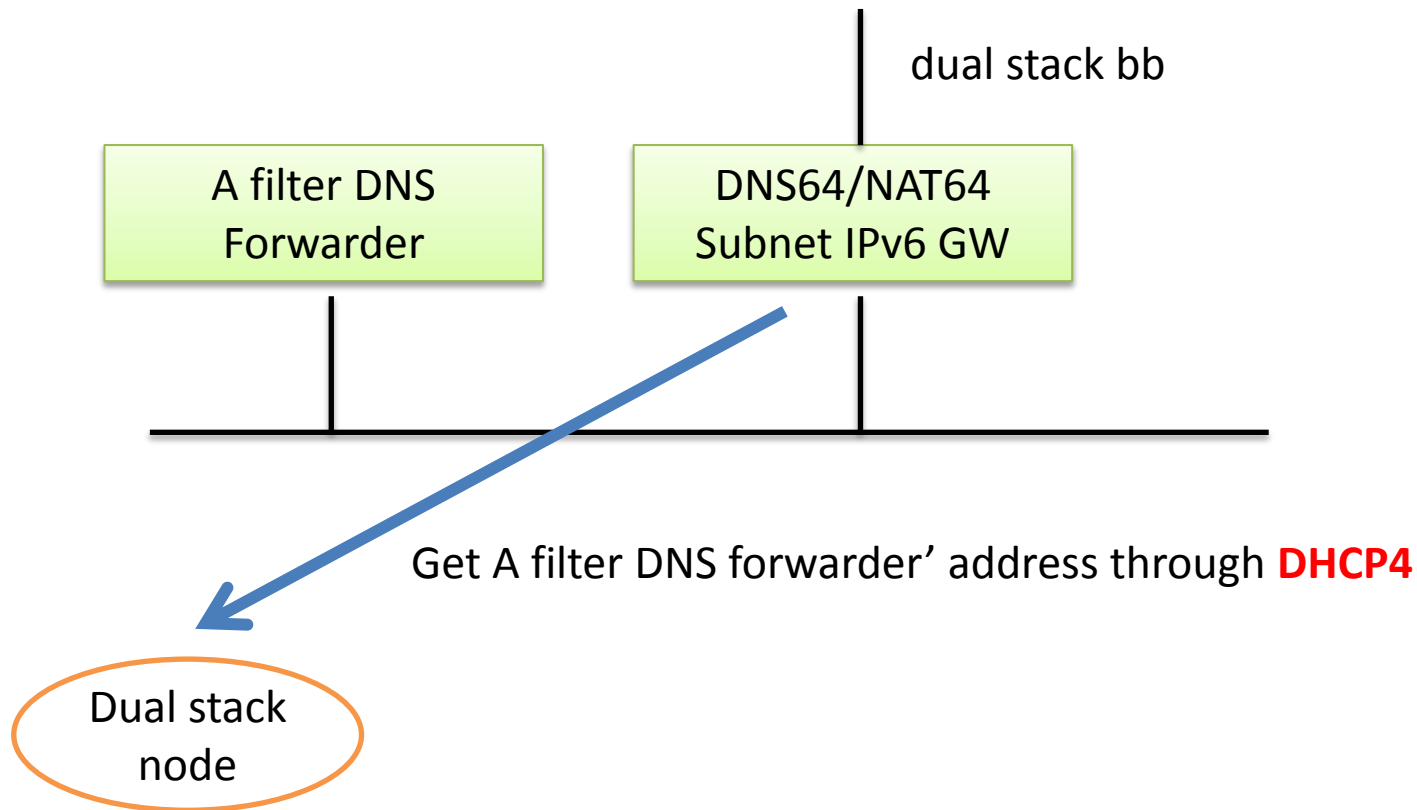 dual stack bb
A filter DNS
Forwarder
DNS64/NAT64
Subnet IPv6 GW
Get A filter DNS forwarder’ address through DHCP4
Dual stack
node